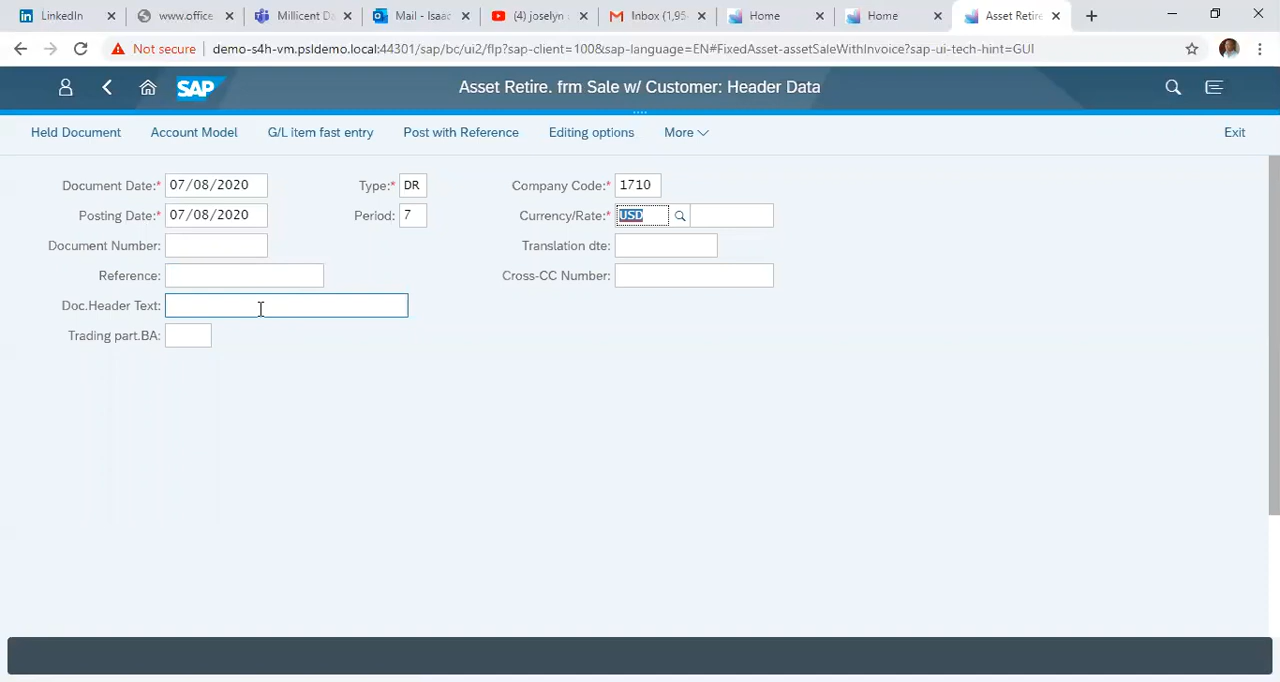 LinkedIn www.office Millicent Da Mail - Isaac (4) joselyn Inbox (1,95 Home Home Asset Retire
Not secure demo-s4h-vm.psldemo.local:44301/sap/bc/ui2/flp?sap-client=100&sap-language=EN#FixedAsset-assetSaleWithInvoice?sap-ui-tech-hint=GUI
SAP Asset Retire. frm Sale w/ Customer: Header Data
Held Document Account Model G/L item fast entry Post with Reference Editing options More Exit
Document Date:* 07/08/2020 Type:* DR Company Code:* 1710
Posting Date:* 07/08/2020 Period: 7 Currency/Rate:* USD
Document Number: Translation dte:
Reference: Cross-CC Number:
Doc.Header Text:
Trading part.BA: